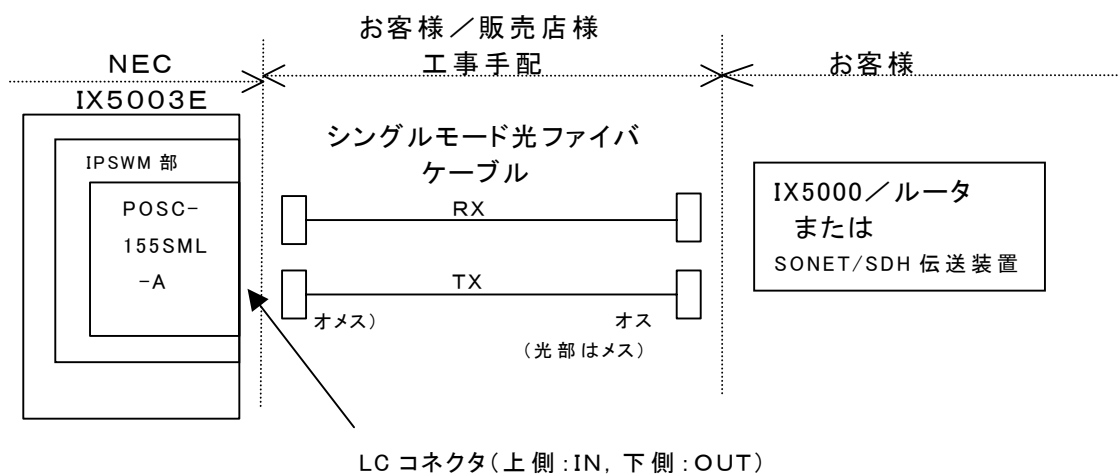 お客様／販売店様
NEC
工事手配
お客様
IX5003E
シングルモード光ファイバ
ケーブル
IPSWM 部
POSC-
155SML
-A
RX
TX
IX5000／ルータ
または
SONET/SDH 伝送装置
オメス）
オス
（光部はメス）
LC コネクタ（上側：IN， 下側：OUT）